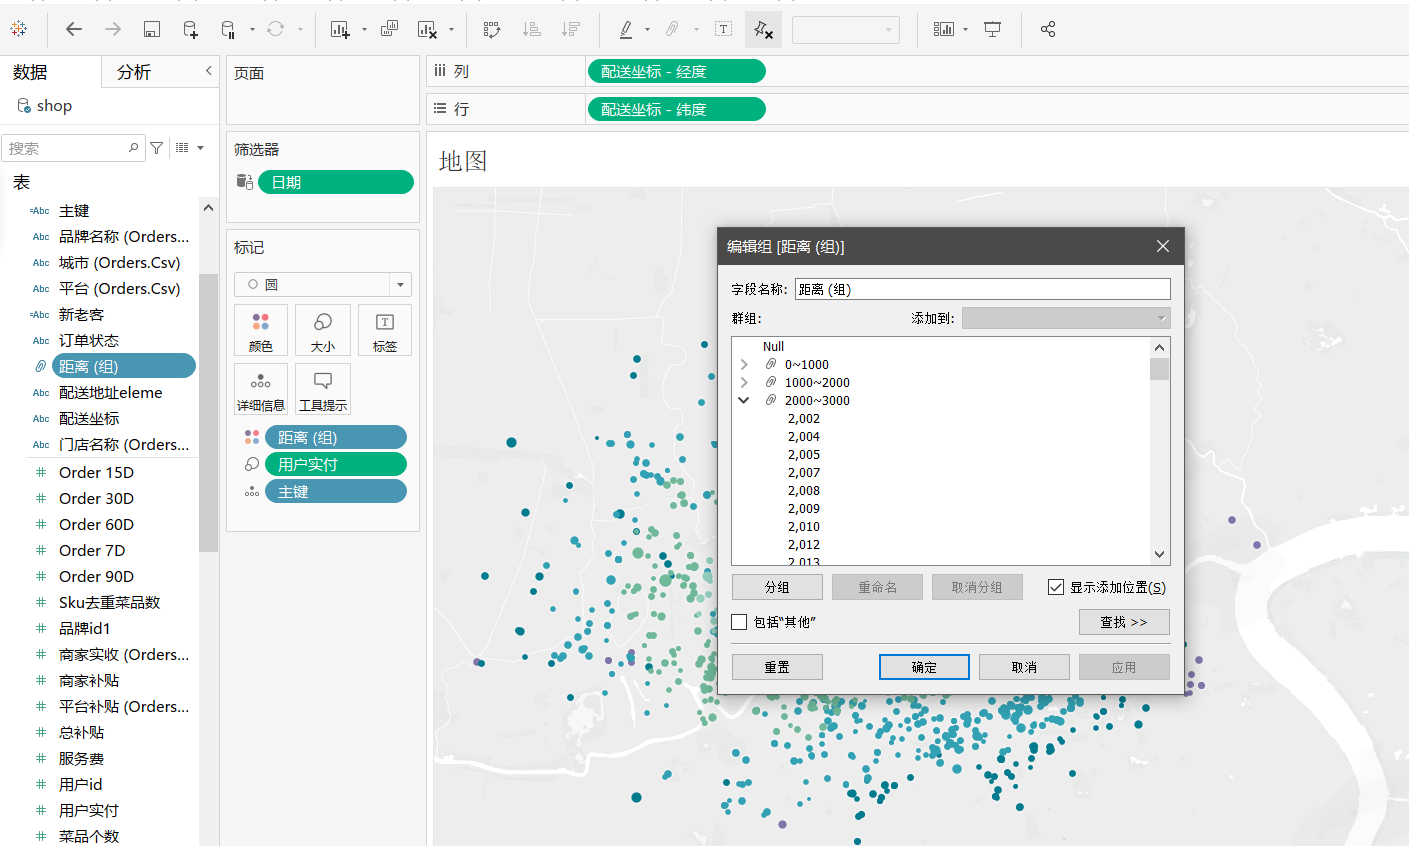 数据
分析
shop
搜索
表
=Abc 主键
Abc 品牌名称 (Orders...
Abc 城市 (Orders.Csv)
Abc 平台 (Orders.Csv)
=Abc 新老客
Abc 订单状态
距离 (组)
Abc 配送地址eleme
Abc 配送坐标
Abc 门店名称 (Orders...
# Order 15D
# Order 30D
# Order 60D
# Order 7D
# Order 90D
# Sku去重菜品数
# 品牌id1
# 商家实收 (Orders...
# 商家补贴
# 平台补贴 (Orders...
# 总补贴
# 服务费
# 用户id
# 用户实付
# 菜品个数
页面
筛选器
日期
标记
圆
颜色
大小
标签
详细信息
工具提示
距离 (组)
用户实付
主键
列
配送坐标 - 经度
行
配送坐标 - 纬度
地图
编辑组 [距离 (组)]
字段名称: 距离 (组)
群组:
添加到:
Null
0~1000
1000~2000
2000~3000
2,002
2,004
2,005
2,007
2,008
2,009
2,010
2,012
2,013
分组
重命名
取消分组
显示添加位置(S)
包括“其他”
查找 >>
重置
确定
取消
应用